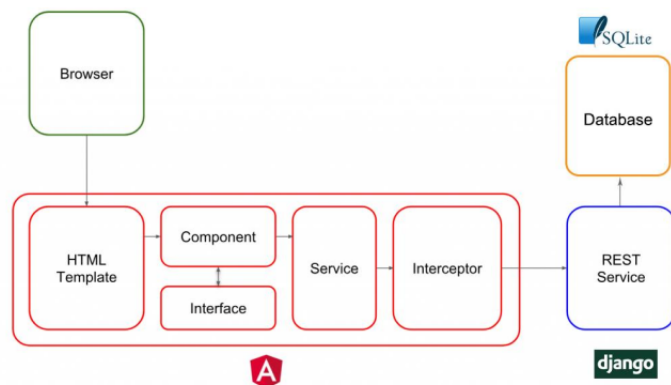 SQLite
Browser
Database
HTML
Template
Component
Interface
Service
Interceptor
REST
Service
A
django